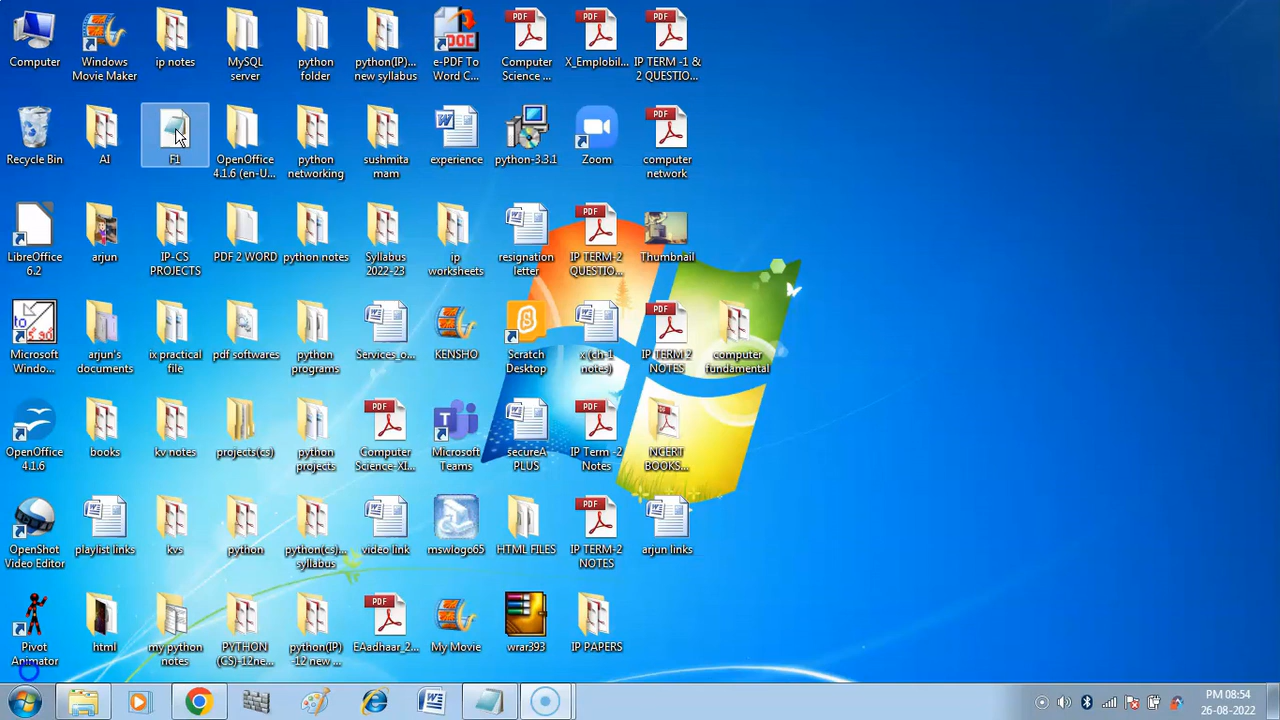 Computer
Windows
Movie Maker
ip notes
MySQL
server
python
folder
python(IP)...
new syllabus
e-PDF To
Word C...
Computer
Science ...
X_Emplobil...
IP TERM -1 &
2 QUESTIO...
Recycle Bin
AI
F1
OpenOffice
4.1.6 (en-U...
python
networking
sushmita
mam
experience
python-3.3.1
Zoom
computer
network
LibreOffice
6.2
arjun
IP-CS
PROJECTS
PDF 2 WORD
python notes
Syllabus
2022-23
ip
worksheets
resignation
letter
IP TERM-2
QUESTIO...
Thumbnail
Microsoft
Windo...
arjun's
documents
ix practical
file
pdf softwares
python
programs
Services_o...
KENSHO
Scratch
Desktop
x (ch-1
notes)
IP TERM 2
NOTES
computer
fundamental
OpenOffice
4.1.6
books
kv notes
projects(cs)
python
projects
Computer
Science-XI...
Microsoft
Teams
secureA
PLUS
IP Term -2
Notes
NCERT
BOOKS...
OpenShot
Video Editor
playlist links
kvs
python
python(cs)...
syllabus
video link
mswlogo65
HTML FILES
IP TERM-2
NOTES
arjun links
Pivot
Animator
html
my python
notes
PYTHON
(CS)-12ne...
python(IP)
-12 new ...
EAadhaar_2...
My Movie
wrar393
IP PAPERS
PM 08:54
26-08-2022